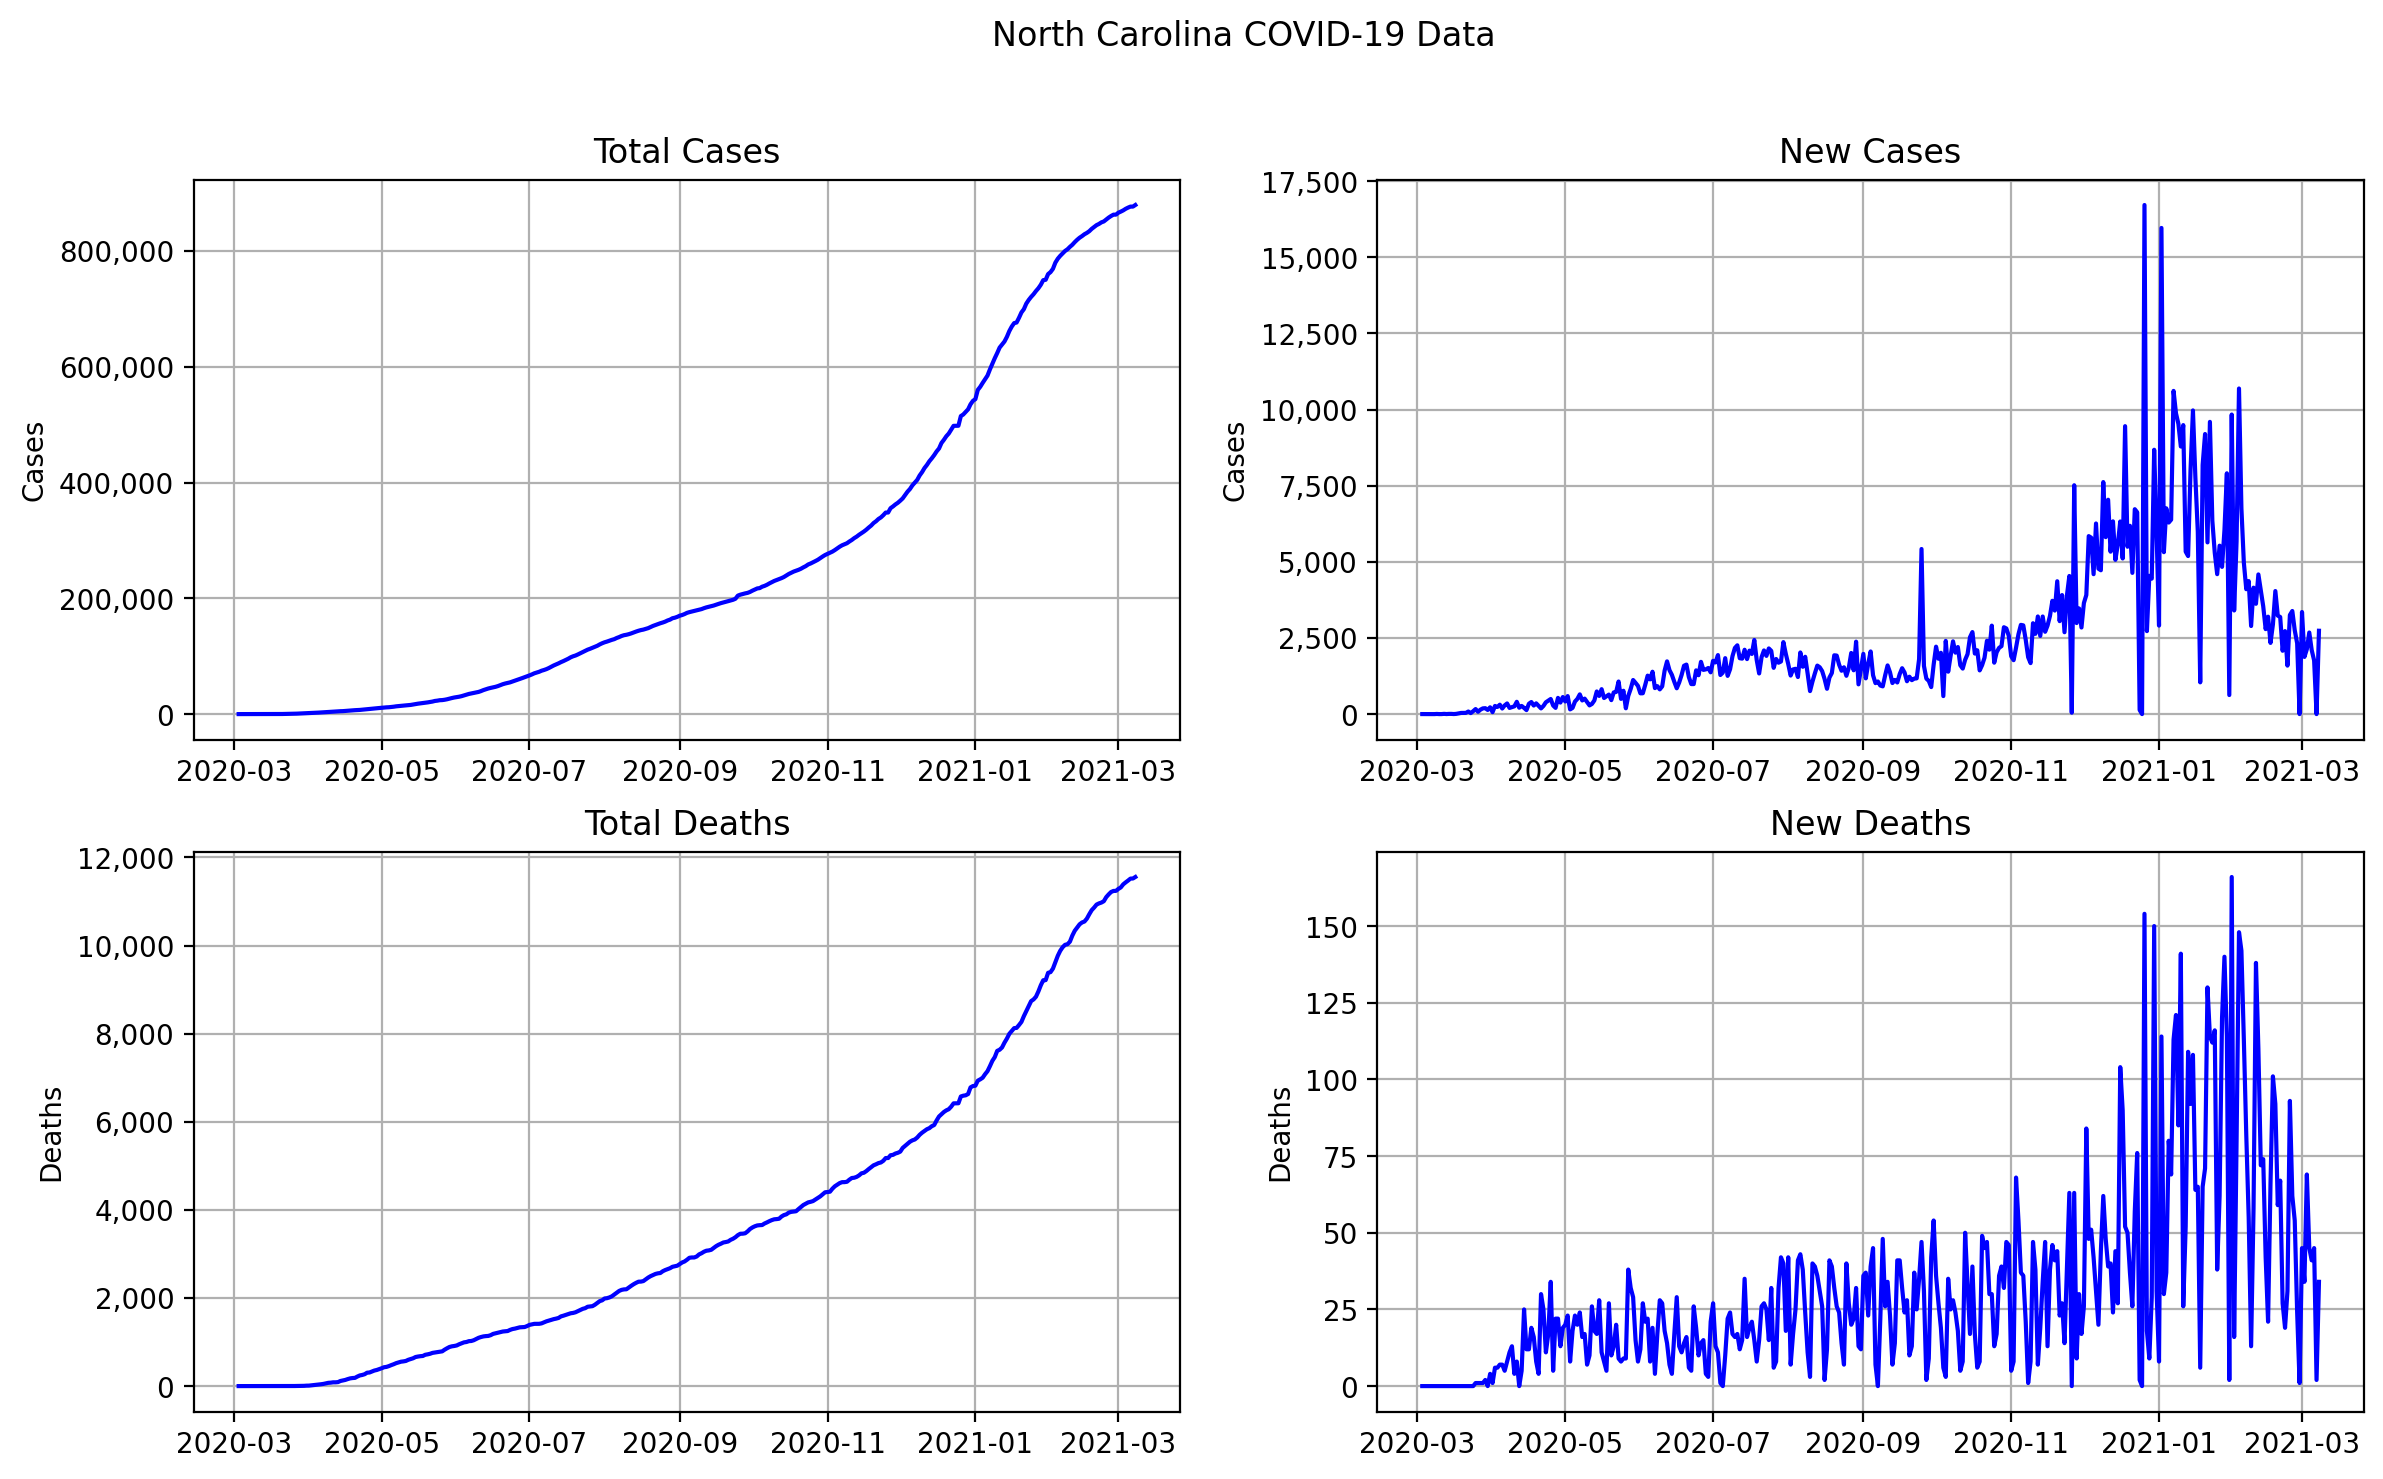 North Carolina COVID-19 Data
Total Cases
800,000
600,000
400,000
200,000
0
Cases
2020-03 2020-05 2020-07 2020-09 2020-11 2021-01 2021-03
New Cases
17,500
15,000
12,500
10,000
7,500
5,000
2,500
0
Cases
2020-03 2020-05 2020-07 2020-09 2020-11 2021-01 2021-03
Total Deaths
12,000
10,000
8,000
6,000
4,000
2,000
0
Deaths
2020-03 2020-05 2020-07 2020-09 2020-11 2021-01 2021-03
New Deaths
150
125
100
75
50
25
0
Deaths
2020-03 2020-05 2020-07 2020-09 2020-11 2021-01 2021-03